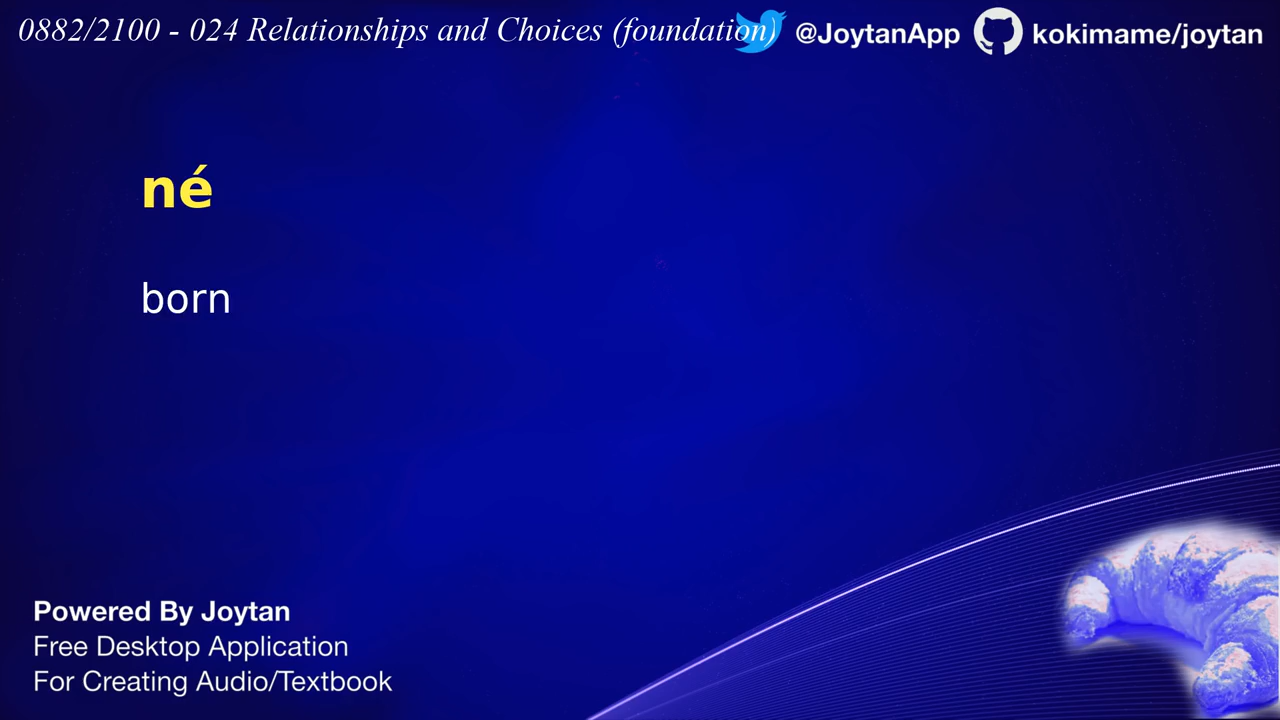 0882/2100 - 024 Relationships and Choices (foundation)
@JoytanApp
kokimame/joytan
né
born
Powered By Joytan
Free Desktop Application
For Creating Audio/Textbook